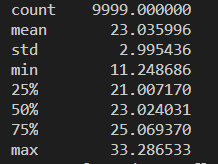 count    9999.000000
mean       23.035996
std         2.995436
min        11.248686
25%        21.007170
50%        23.024031
75%        25.069370
max        33.286533